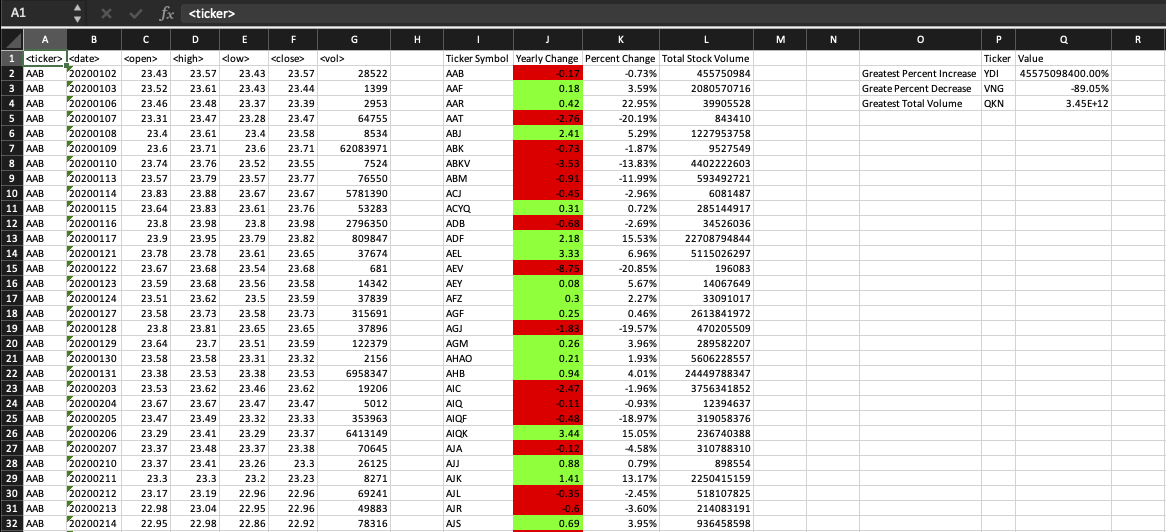 A1 fx <ticker>
A B C D E F G H I J K L M N O P Q R
1 <ticker> <date> <open> <high> <low> <close> <vol> Ticker Symbol Yearly Change Percent Change Total Stock Volume Ticker Value
2 AAB 20200102 23.43 23.57 23.43 23.57 28522 AAB -0.17 -0.73% 455750984 Greatest Percent Increase YDI 45575098400.00%
3 AAB 20200103 23.52 23.61 23.43 23.44 1399 AAF 0.18 3.59% 2080570716 Greate Percent Decrease VNG -89.05%
4 AAB 20200106 23.46 23.48 23.37 23.39 2953 AAR 0.42 22.95% 39905528 Greatest Total Volume QKN 3.45E+12
5 AAB 20200107 23.31 23.47 23.28 23.47 64755 AAT -2.76 -20.19% 843410
6 AAB 20200108 23.4 23.61 23.4 23.58 8534 ABJ 2.41 5.29% 1227953758
7 AAB 20200109 23.6 23.71 23.6 23.71 62083971 ABK -0.73 -1.87% 9527549
8 AAB 20200110 23.74 23.76 23.52 23.55 7524 ABKV -3.53 -13.83% 4402222603
9 AAB 20200113 23.57 23.79 23.57 23.77 76550 ABM -0.91 -11.99% 593492721
10 AAB 20200114 23.83 23.88 23.67 23.67 5781390 ACJ -0.45 -2.96% 6081487
11 AAB 20200115 23.64 23.83 23.61 23.76 53283 ACYQ 0.31 0.72% 285144917
12 AAB 20200116 23.8 23.98 23.8 23.98 2796350 ADB -0.68 -2.69% 34526036
13 AAB 20200117 23.9 23.95 23.79 23.82 809847 ADF 2.18 15.53% 22708794844
14 AAB 20200121 23.78 23.78 23.61 23.65 37674 AEL 3.33 6.96% 5115026297
15 AAB 20200122 23.67 23.68 23.54 23.68 681 AEV -8.75 -20.85% 196083
16 AAB 20200123 23.59 23.68 23.56 23.58 14342 AEY 0.08 5.67% 14067649
17 AAB 20200124 23.51 23.62 23.5 23.59 37839 AFZ 0.3 2.27% 33091017
18 AAB 20200127 23.58 23.73 23.58 23.73 315691 AGF 0.25 0.46% 2613841972
19 AAB 20200128 23.8 23.81 23.65 23.65 37896 AGJ -1.83 -19.57% 470205509
20 AAB 20200129 23.64 23.7 23.51 23.59 122379 AGM 0.26 3.96% 289582207
21 AAB 20200130 23.58 23.58 23.31 23.32 2156 AHAO 0.21 1.93% 5606228557
22 AAB 20200131 23.38 23.53 23.38 23.53 6958347 AHB 0.94 4.01% 24449788347
23 AAB 20200203 23.53 23.62 23.46 23.62 19206 AIC -2.47 -1.96% 3756341852
24 AAB 20200204 23.67 23.67 23.47 23.47 5012 AIQ -0.11 -0.93% 12394637
25 AAB 20200205 23.47 23.49 23.32 23.33 353963 AIQF -0.48 -18.97% 319058376
26 AAB 20200206 23.29 23.41 23.29 23.37 6413149 AIQK 3.44 15.05% 236740388
27 AAB 20200207 23.37 23.48 23.37 23.38 70645 AJA -0.12 -4.58% 310788310
28 AAB 20200210 23.37 23.41 23.26 23.3 26125 AJJ 0.88 0.79% 898554
29 AAB 20200211 23.3 23.3 23.2 23.23 8271 AJK 1.41 13.17% 2250415159
30 AAB 20200212 23.17 23.19 22.96 22.96 69241 AJL -0.35 -2.45% 518107825
31 AAB 20200213 22.98 23.04 22.95 22.96 49883 AJR -0.6 -3.60% 214083191
32 AAB 20200214 22.95 22.98 22.86 22.92 78316 AJS 0.69 3.95% 936458598